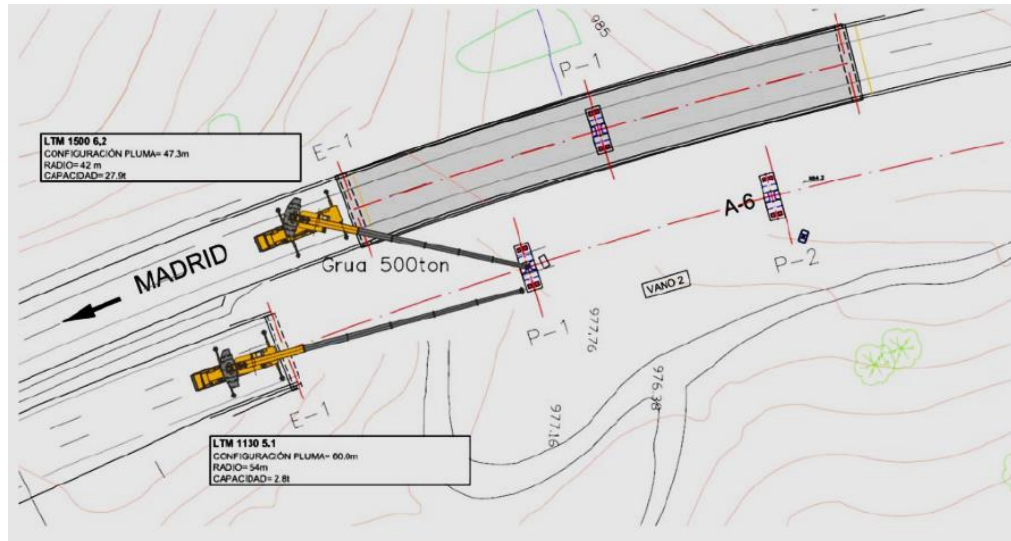 985
P-1
LTM 1500 6,2
CONFIGURACIÓN PLUMA= 47.3m
RADIO= 42 m
CAPACIDAD= 27.9t
E-1
A-6
MADRID
Grua 500ton
P-2
VANO 2
P-1
977.76
976.38
977.16
E-1
LTM 1130 5.1
CONFIGURACIÓN PLUMA= 60.0m
RADIO= 54m
CAPACIDAD= 2.8t